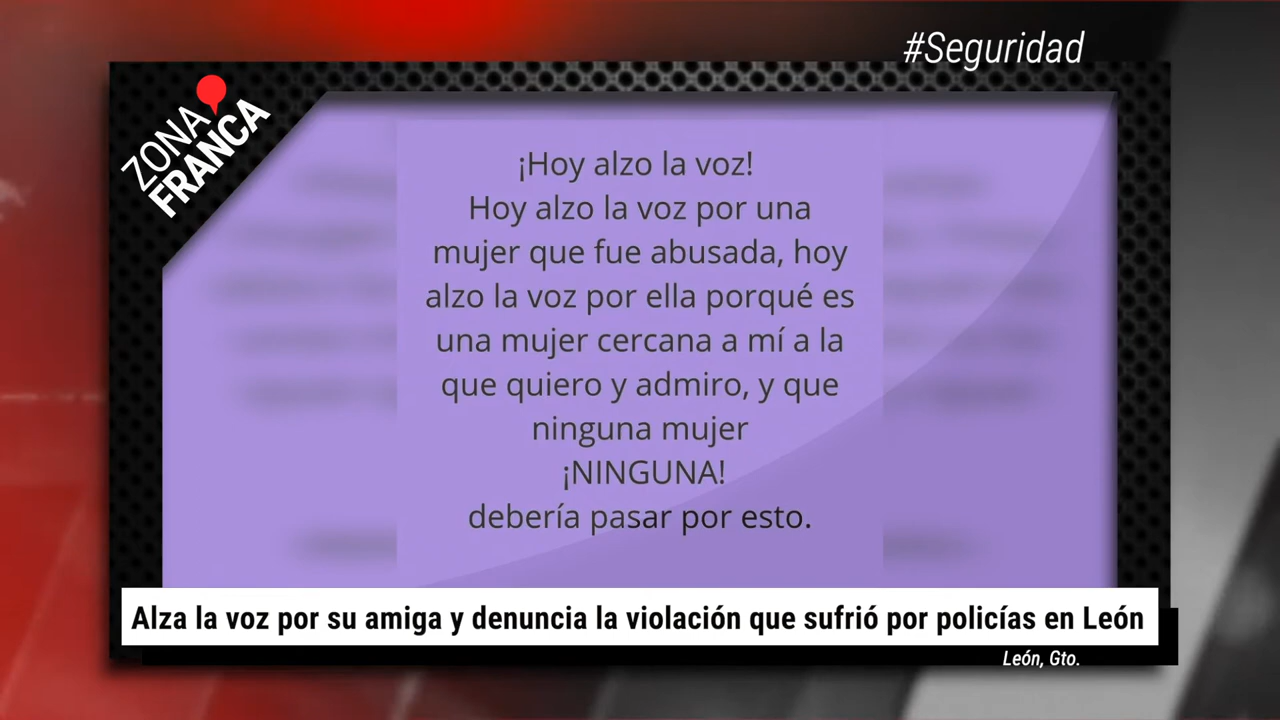 #Seguridad
ZONA
FRANCA
¡Hoy alzo la voz!
Hoy alzo la voz por una
mujer que fue abusada, hoy
alzo la voz por ella porqué es
una mujer cercana a mí a la
que quiero y admiro, y que
ninguna mujer
¡NINGUNA!
debería pasar por esto.
Alza la voz por su amiga y denuncia la violación que sufrió por policías en León
León, Gto.